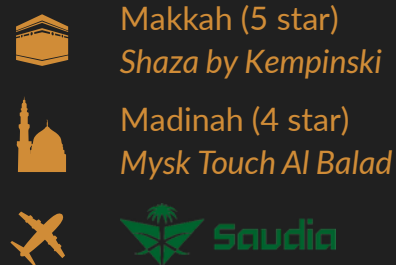 Makkah (5 star)
Shaza by Kempinski
Madinah (4 star)
Mysk Touch Al Balad
Saudia